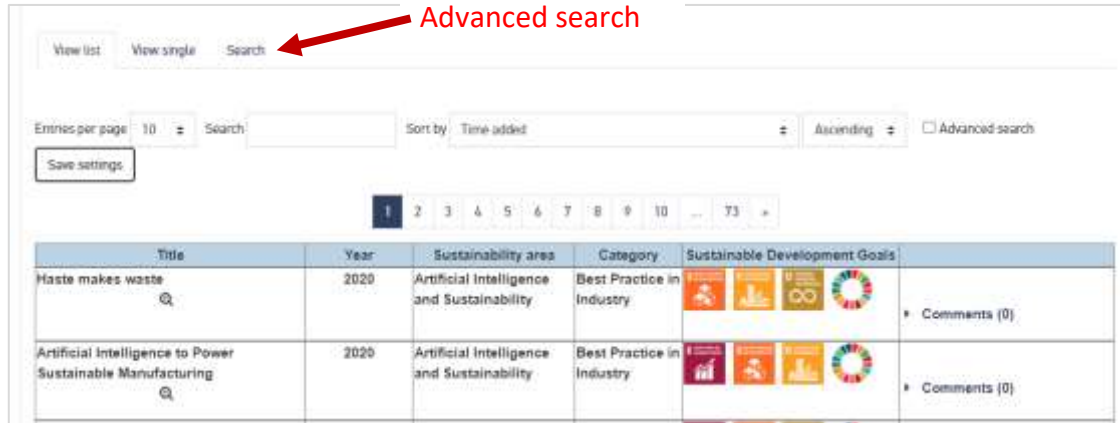 Advanced search
View list View single Search
Entries per page 10 Search Sort by Time added Ascending Advanced search
Save settings
1 2 3 4 5 6 7 8 9 10 ... 73 »
Title Year Sustainability area Category Sustainable Development Goals
Haste makes waste 2020 Artificial Intelligence Best Practice in
and Sustainability Industry
Comments (0)
Artificial Intelligence to Power 2020 Artificial Intelligence Best Practice in
Sustainable Manufacturing and Sustainability Industry
Comments (0)